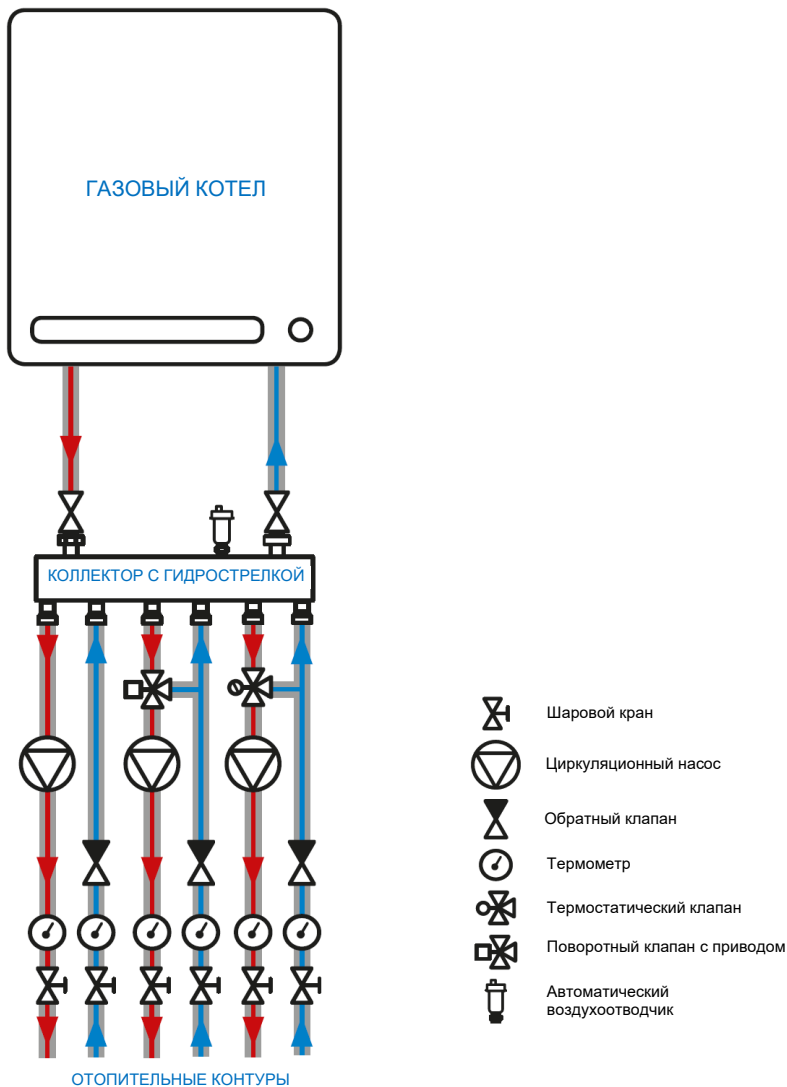 ГАЗОВЫЙ КОТЕЛ
КОЛЛЕКТОР С ГИДРОСТРЕЛКОЙ
Шаровой кран
Циркуляционный насос
Обратный клапан
Термометр
Термостатический клапан
Поворотный клапан с приводом
Автоматический
воздухоотводчик
ОТОПИТЕЛЬНЫЕ КОНТУРЫ